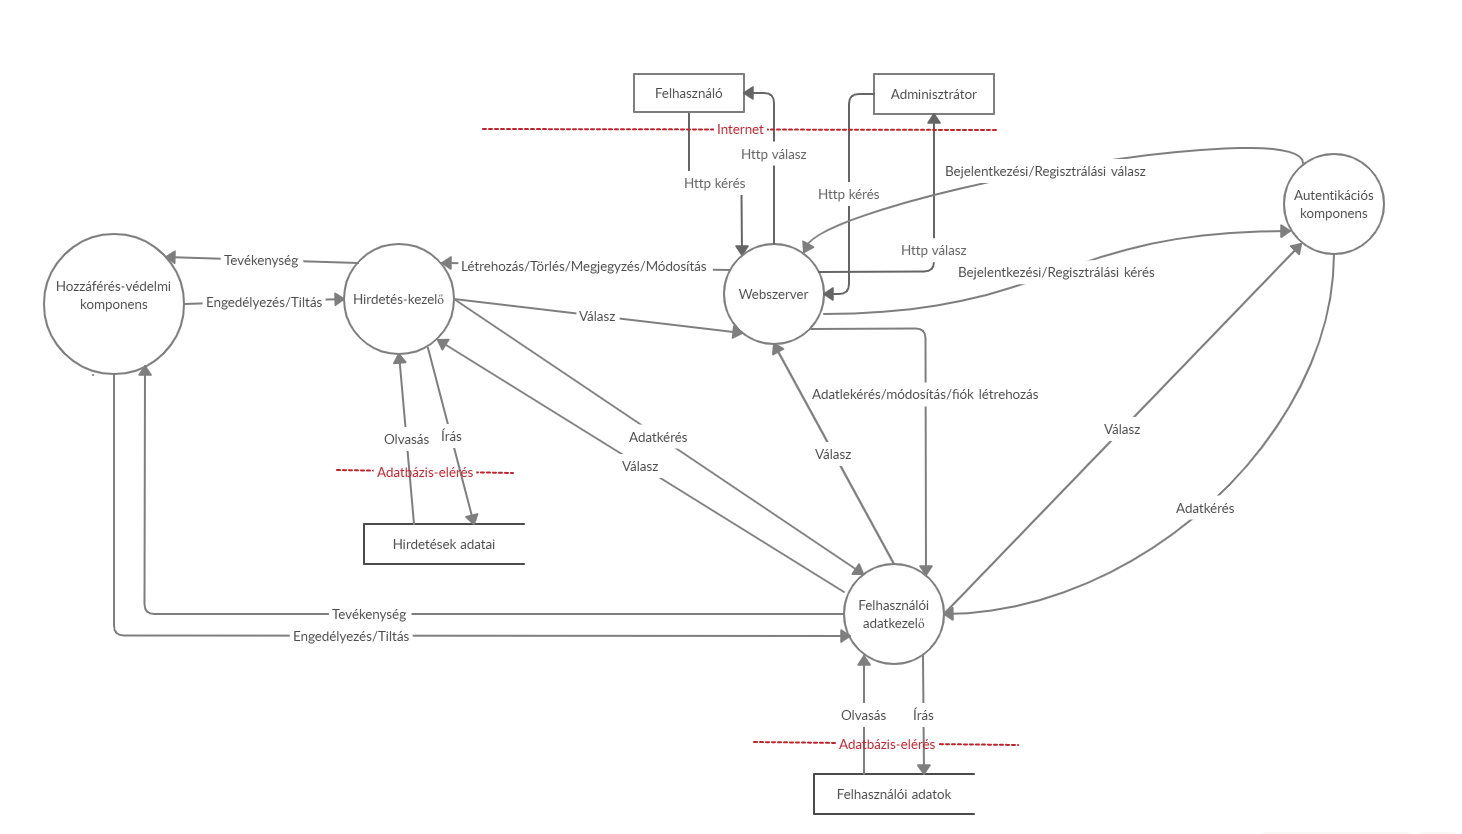 Felhasználó
Adminisztrátor
Internet
Http válasz
Http kérés
Http kérés
Bejelentkezési/Regisztrálási válasz
Autentikációs
komponens
Http válasz
Tevékenység
Létrehozás/Törlés/Megjegyzés/Módosítás
Bejelentkezési/Regisztrálási kérés
Hozzáférés-védelmi
komponens
Engedélyezés/Tiltás
Hirdetés-kezelő
Webszerver
Válasz
Adatlekérés/módosítás/fiók létrehozás
Olvasás
Írás
Adatkérés
Válasz
Válasz
Válasz
Adatbázis-elérés
Adatkérés
Hirdetések adatai
Felhasználói
adatkezelő
Tevékenység
Engedélyezés/Tiltás
Olvasás
Írás
Adatbázis-elérés
Felhasználói adatok